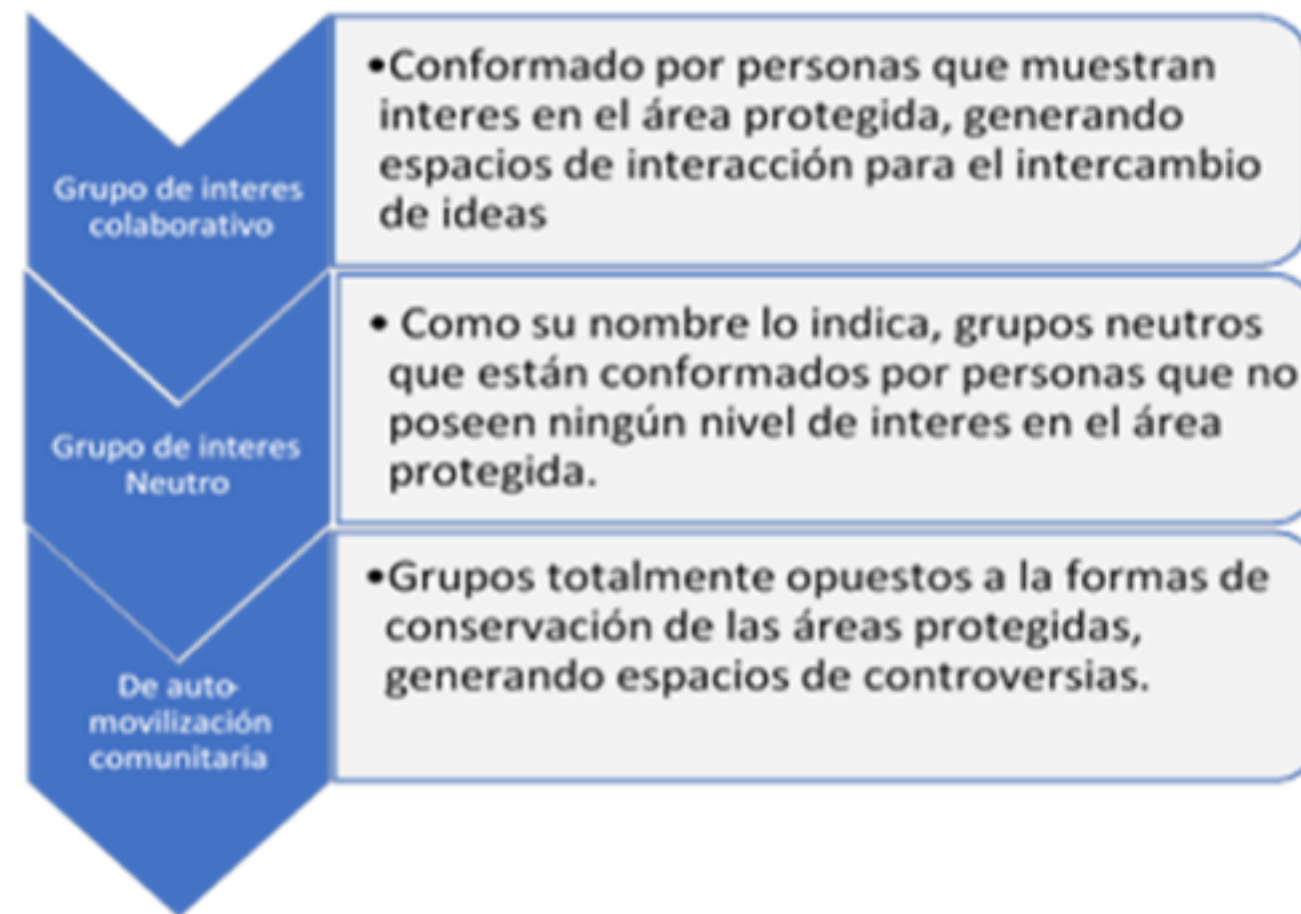 Grupo de interes
colaborativo
•Conformado por personas que muestran
interes en el área protegida, generando
espacios de interacción para el intercambio
de ideas
Grupo de interes
Neutro
• Como su nombre lo indica, grupos neutros
que están conformados por personas que no
poseen ningún nivel de interes en el área
protegida.
De auto-
movilización
comunitaria
•Grupos totalmente opuestos a la formas de
conservación de las áreas protegidas,
generando espacios de controversias.